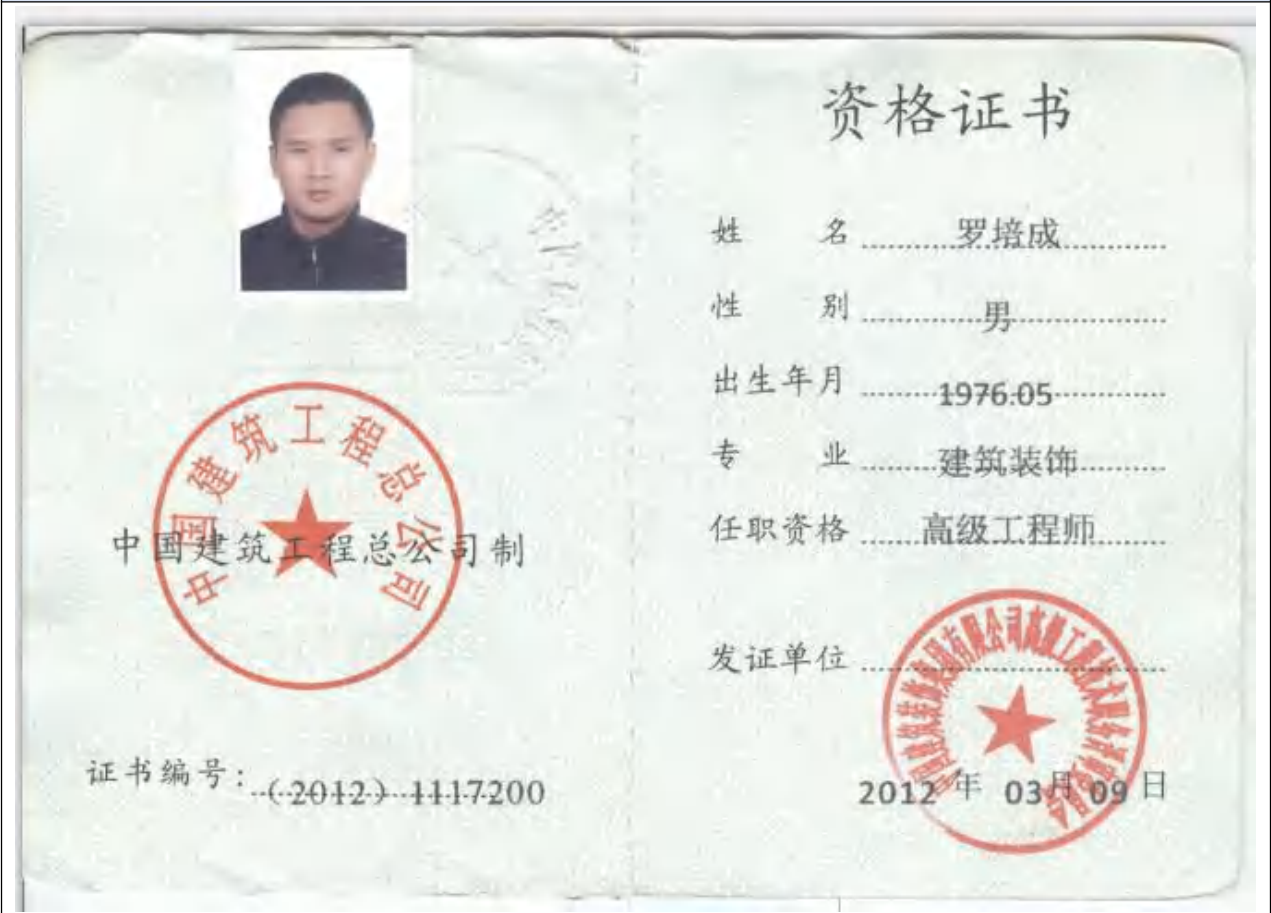 中国建筑工程总公司
中国建筑工程总公司制
证书编号：（2012）1117200
资格证书
姓名 罗培成
性别 男
出生年月 1976.05
专业 建筑装饰
任职资格 高级工程师
发证单位
2012 年 03月 09 日